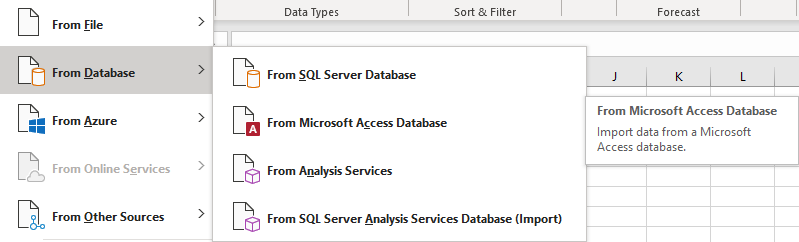 Data Types
Sort & Filter
Forecast
From File
From Database
From Azure
From Online Services
From Other Sources
From SQL Server Database
From Microsoft Access Database
From Analysis Services
From SQL Server Analysis Services Database (Import)
J K L
From Microsoft Access Database
Import data from a Microsoft
Access database.